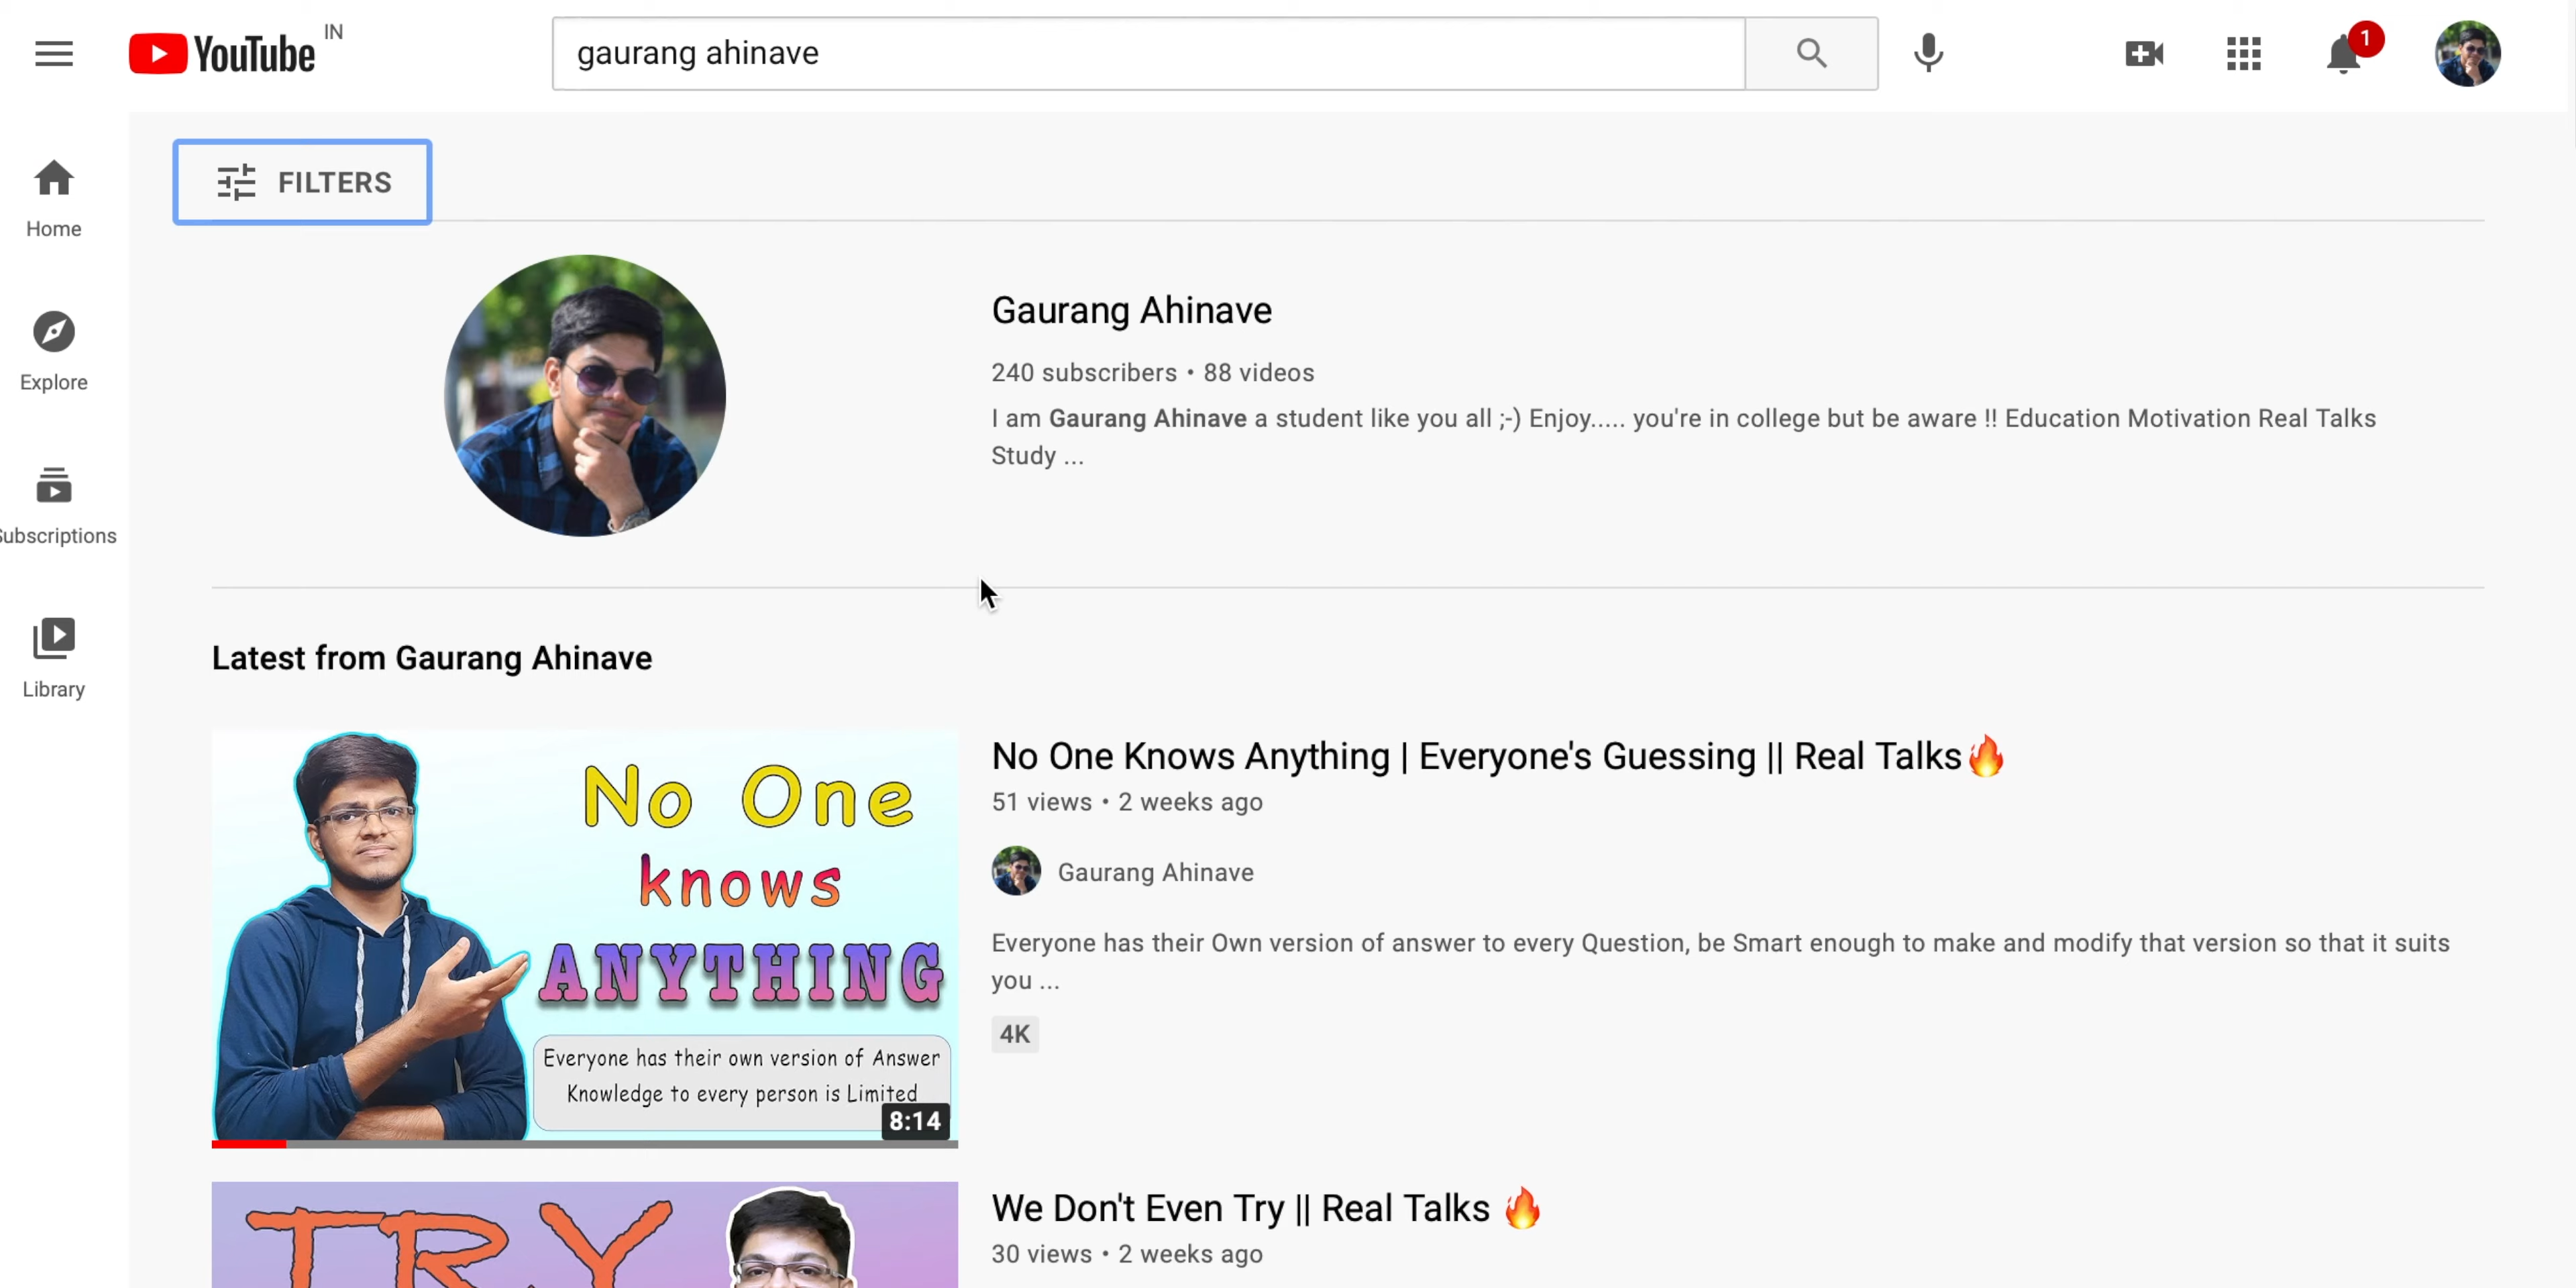 YouTube IN
gaurang ahinave
1
FILTERS
Home
Explore
Subscriptions
Library
Gaurang Ahinave
240 subscribers • 88 videos
I am Gaurang Ahinave a student like you all ;-) Enjoy..... you're in college but be aware !! Education Motivation Real Talks
Study ...
Latest from Gaurang Ahinave
No One
knows
ANYTHING
Everyone has their own version of Answer
Knowledge to every person is Limited
8:14
No One Knows Anything | Everyone's Guessing || Real Talks🔥
51 views • 2 weeks ago
Gaurang Ahinave
Everyone has their Own version of answer to every Question, be Smart enough to make and modify that version so that it suits
you ...
4K
TRY
We Don't Even Try || Real Talks 🔥
30 views • 2 weeks ago